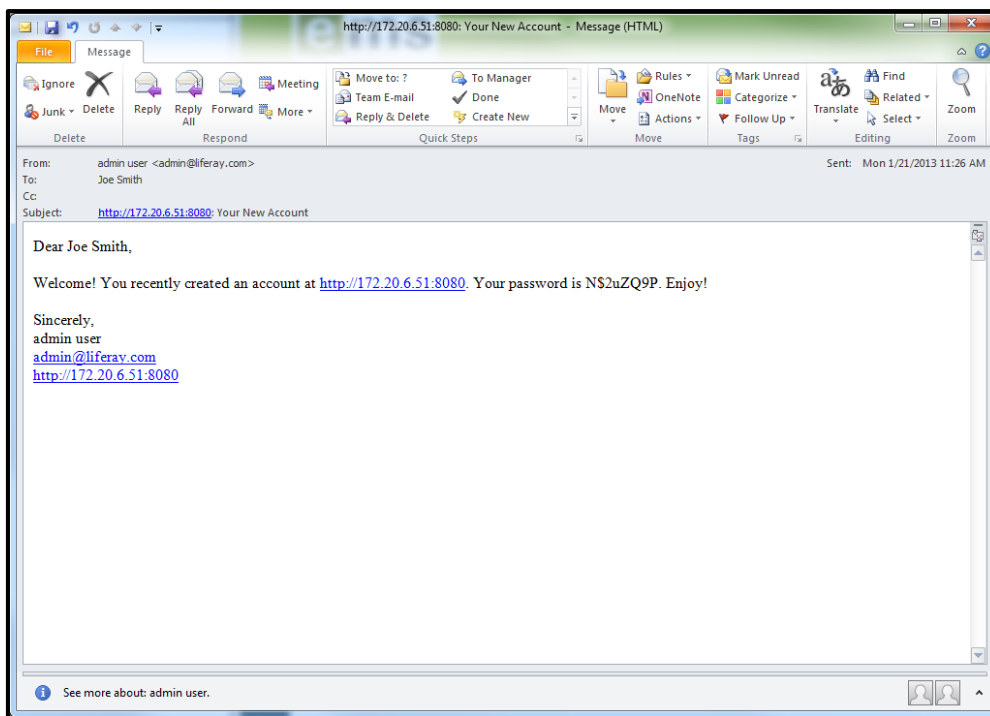 http://172.20.6.51:8080: Your New Account - Message (HTML)
File Message
Ignore
Junk
Delete
Reply
Reply All
Forward
Meeting
More
Move to: ?
Team E-mail
Reply & Delete
To Manager
Done
Create New
Move
Rules
OneNote
Actions
Mark Unread
Categorize
Follow Up
Translate
Find
Related
Select
Zoom
Delete Respond Quick Steps Move Tags Editing Zoom
From: admin user <admin@liferay.com> Sent: Mon 1/21/2013 11:26 AM
To: Joe Smith
Cc:
Subject: http://172.20.6.51:8080: Your New Account
Dear Joe Smith,
Welcome! You recently created an account at http://172.20.6.51:8080. Your password is N$2uZQ9P. Enjoy!
Sincerely,
admin user
admin@liferay.com
http://172.20.6.51:8080
See more about: admin user.